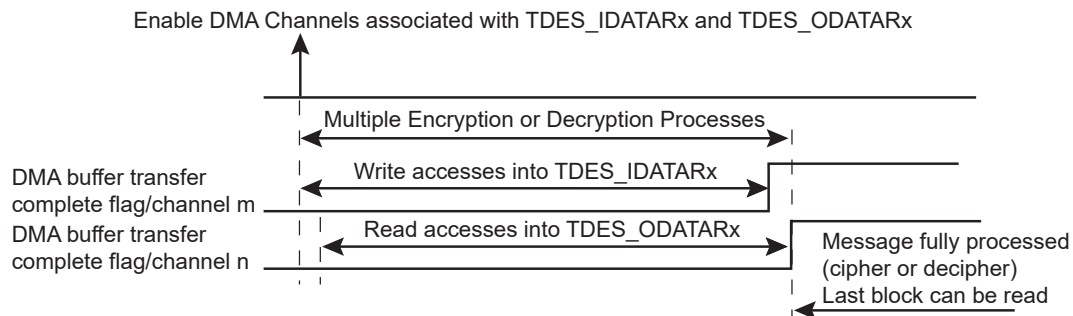 Enable DMA Channels associated with TDES_IDATARx and TDES_ODATARx
Multiple Encryption or Decryption Processes
Write accesses into TDES_IDATARx
DMA buffer transfer
complete flag/channel m
DMA buffer transfer
complete flag/channel n
Read accesses into TDES_ODATARx
Message fully processed
(cipher or decipher)
Last block can be read